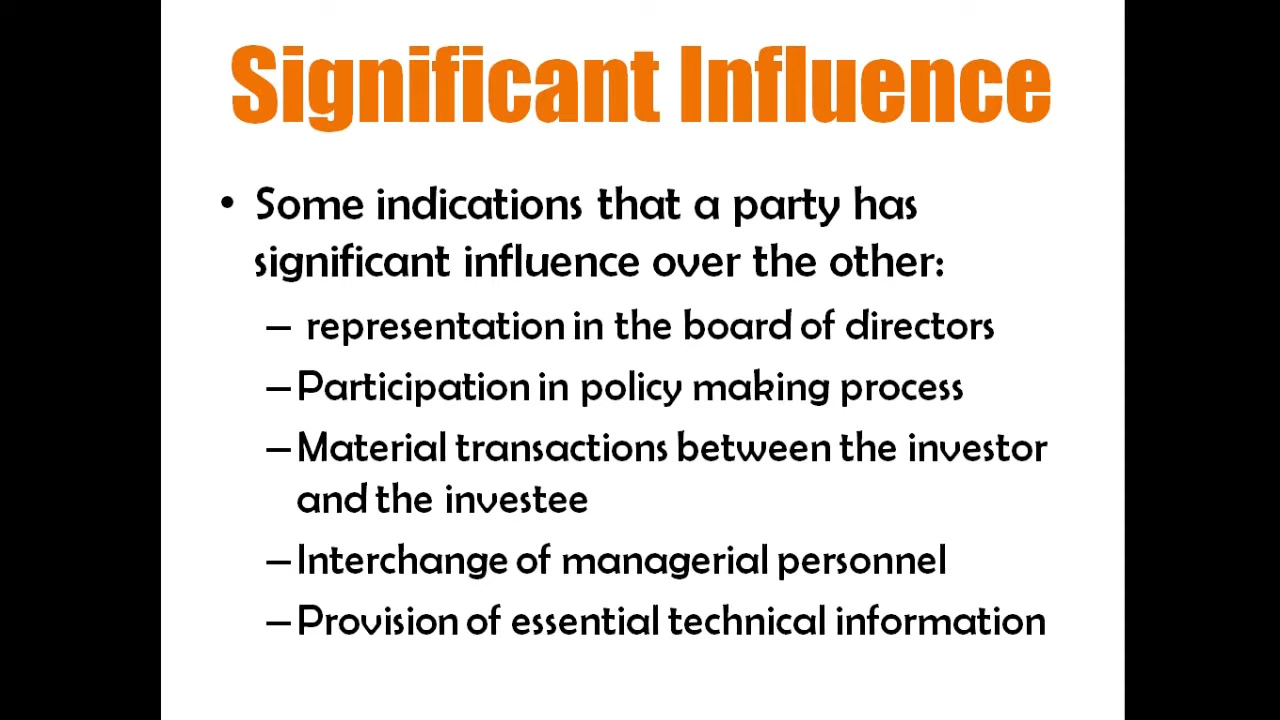 Significant Influence
• Some indications that a party has
significant influence over the other:
– representation in the board of directors
– Participation in policy making process
– Material transactions between the investor
and the investee
– Interchange of managerial personnel
– Provision of essential technical information